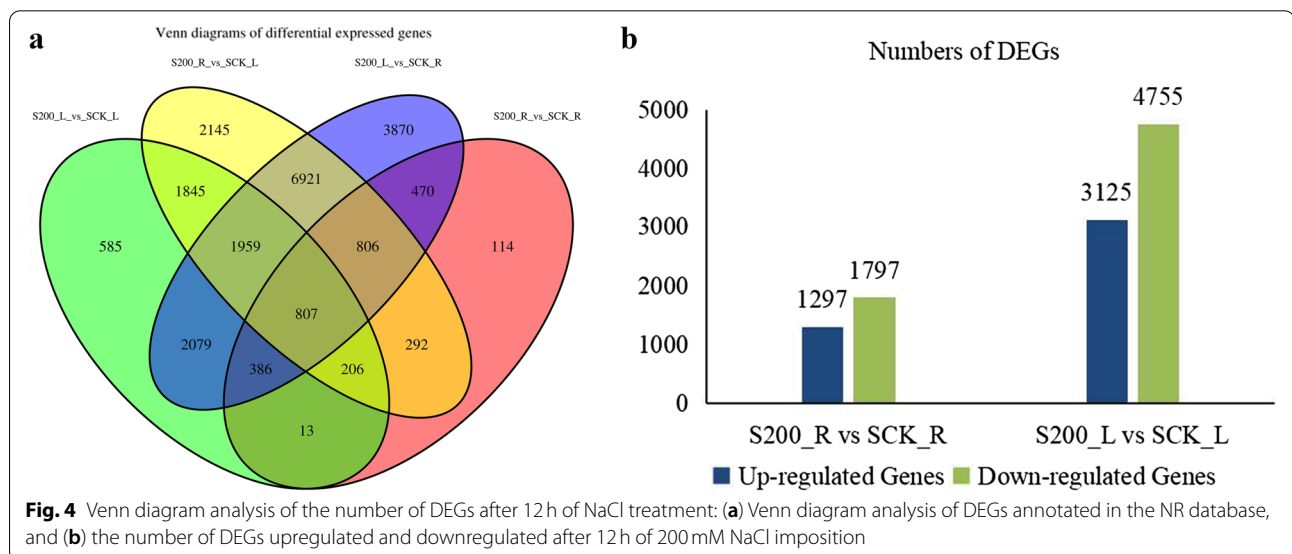 a
Venn diagrams of differential expressed genes
S200_R_vs_SCK_L
S200_L_vs_SCK_R
S200_L_vs_SCK_L
S200_R_vs_SCK_R
2145
3870
1845
6921
470
585
1959
806
114
807
2079
386
206
292
13
b
Numbers of DEGs
5000
4000
3000
2000
1000
0
1297
1797
3125
4755
S200_R vs SCK_R
S200_L vs SCK_L
Up-regulated Genes
Down-regulated Genes
Fig. 4 Venn diagram analysis of the number of DEGs after 12 h of NaCl treatment: (a) Venn diagram analysis of DEGs annotated in the NR database,
and (b) the number of DEGs upregulated and downregulated after 12 h of 200 mM NaCl imposition